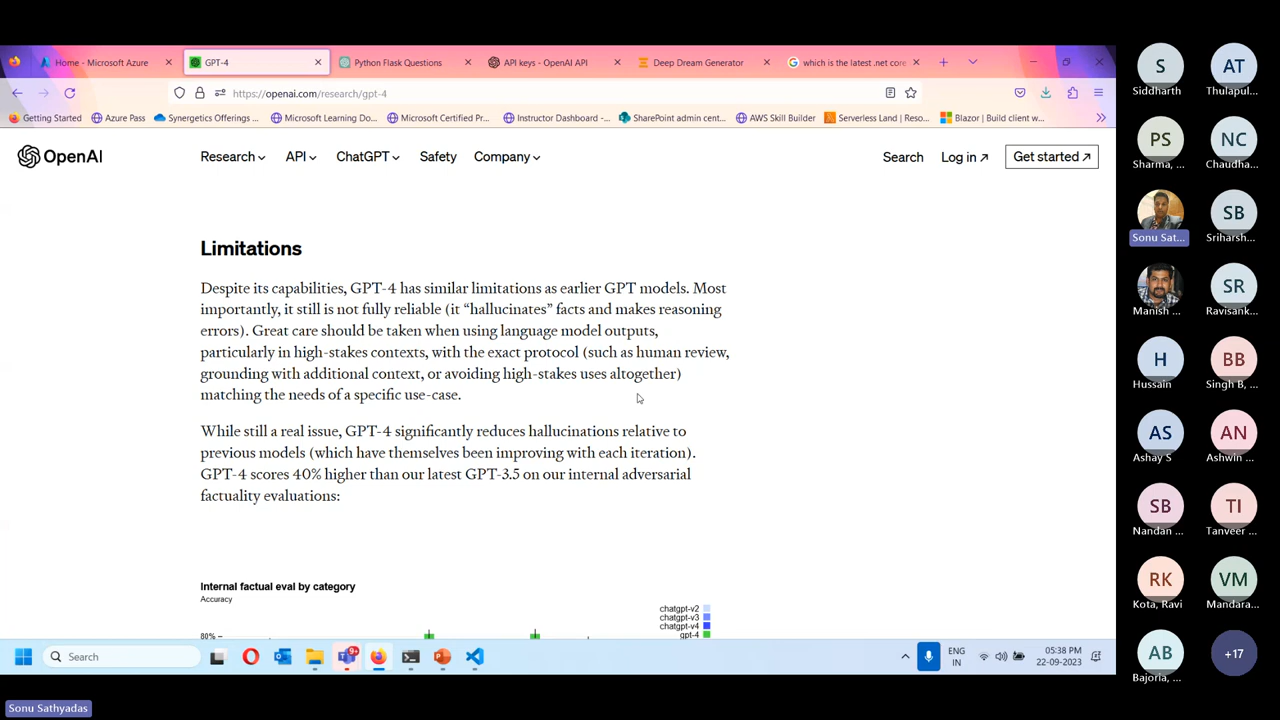 Home - Microsoft Azure
GPT-4
Python Flask Questions
API keys - OpenAI API
Deep Dream Generator
which is the latest .net core
https://openai.com/research/gpt-4
Getting Started
Azure Pass
Synergetics Offerings ...
Microsoft Learning Do...
Microsoft Certified Pr...
Instructor Dashboard -...
SharePoint admin cent...
AWS Skill Builder
Serverless Land | Reso...
Blazor | Build client w...
OpenAI
Research
API
ChatGPT
Safety
Company
Search
Log in ↗
Get started ↗
Limitations
Despite its capabilities, GPT-4 has similar limitations as earlier GPT models. Most
importantly, it still is not fully reliable (it “hallucinates” facts and makes reasoning
errors). Great care should be taken when using language model outputs,
particularly in high-stakes contexts, with the exact protocol (such as human review,
grounding with additional context, or avoiding high-stakes uses altogether)
matching the needs of a specific use-case.
While still a real issue, GPT-4 significantly reduces hallucinations relative to
previous models (which have themselves been improving with each iteration).
GPT-4 scores 40% higher than our latest GPT-3.5 on our internal adversarial
factuality evaluations:
Internal factual eval by category
Accuracy
chatgpt-v2
chatgpt-v3
chatgpt-v4
gpt-4
80%
Search
9+
ENG
IN
05:38 PM
22-09-2023
S
Siddharth
AT
Thulapul...
PS
Sharma, ...
NC
Chaudha...
Sonu Sat...
SB
Sriharsh...
Manish ...
SR
Ravisank...
H
Hussain
BB
Singh B, ...
AS
Ashay S
AN
Ashwin ...
SB
Nandan ...
TI
Tanveer ...
RK
Kota, Ravi
VM
Mandara...
AB
Bajoria, ...
+17
Sonu Sathyadas